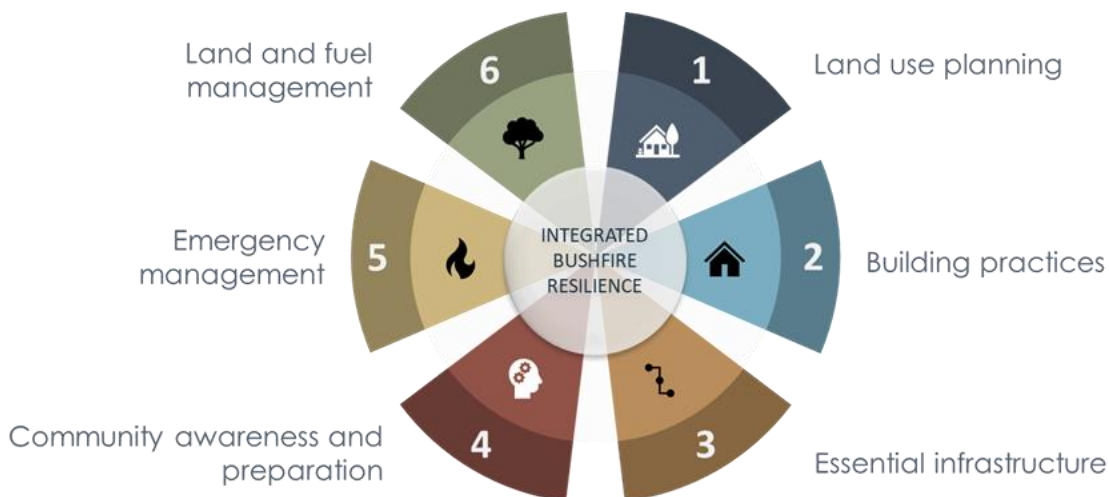 1
Land use planning
2
Building practices
3
Essential infrastructure
4
Community awareness and
preparation
5
Emergency
management
6
Land and fuel
management
INTEGRATED
BUSHFIRE
RESILIENCE